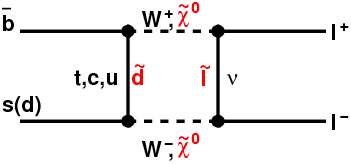 b̄ W⁺, χ̃⁰ l⁺
t,c,u d̃ l̃ ν
s(d) W⁻, χ̃⁰ l⁻